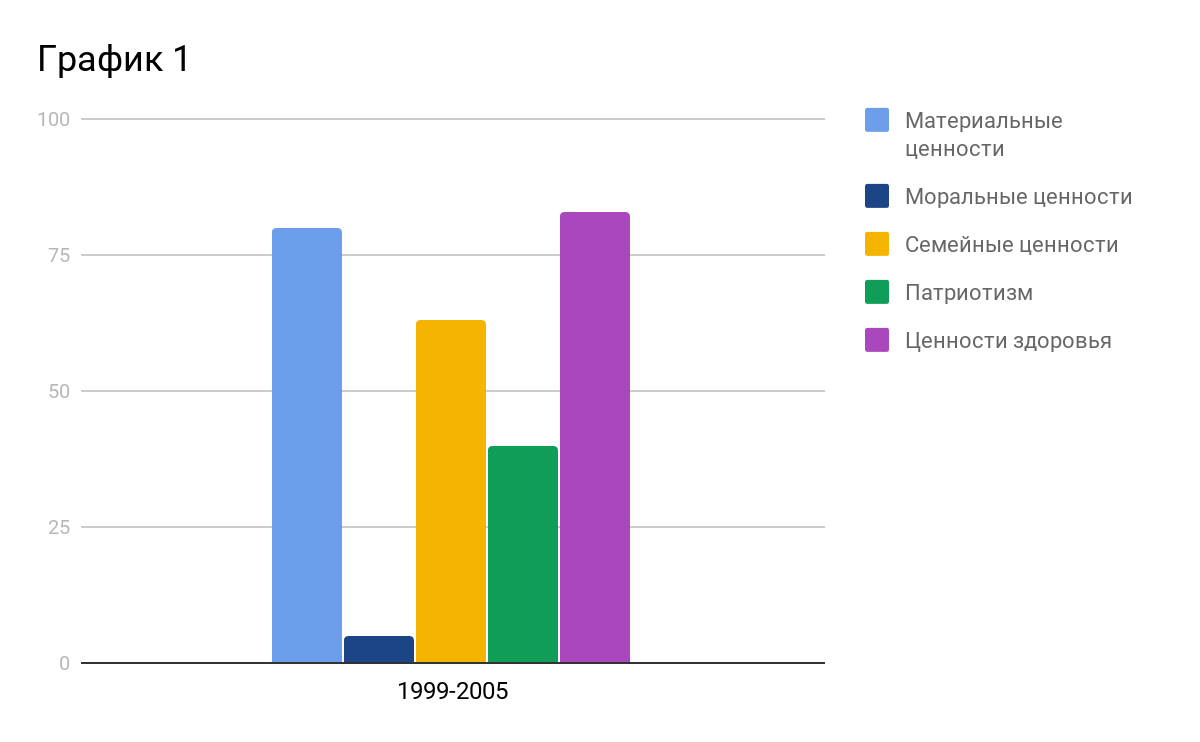 График 1
100
75
50
25
0
1999-2005
Материальные
ценности
Моральные ценности
Семейные ценности
Патриотизм
Ценности здоровья